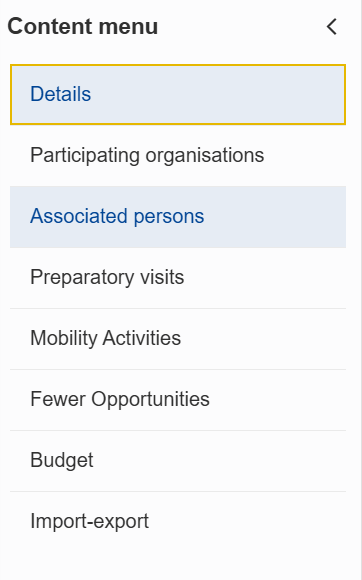 Content menu
Details
Participating organisations
Associated persons
Preparatory visits
Mobility Activities
Fewer Opportunities
Budget
Import-export